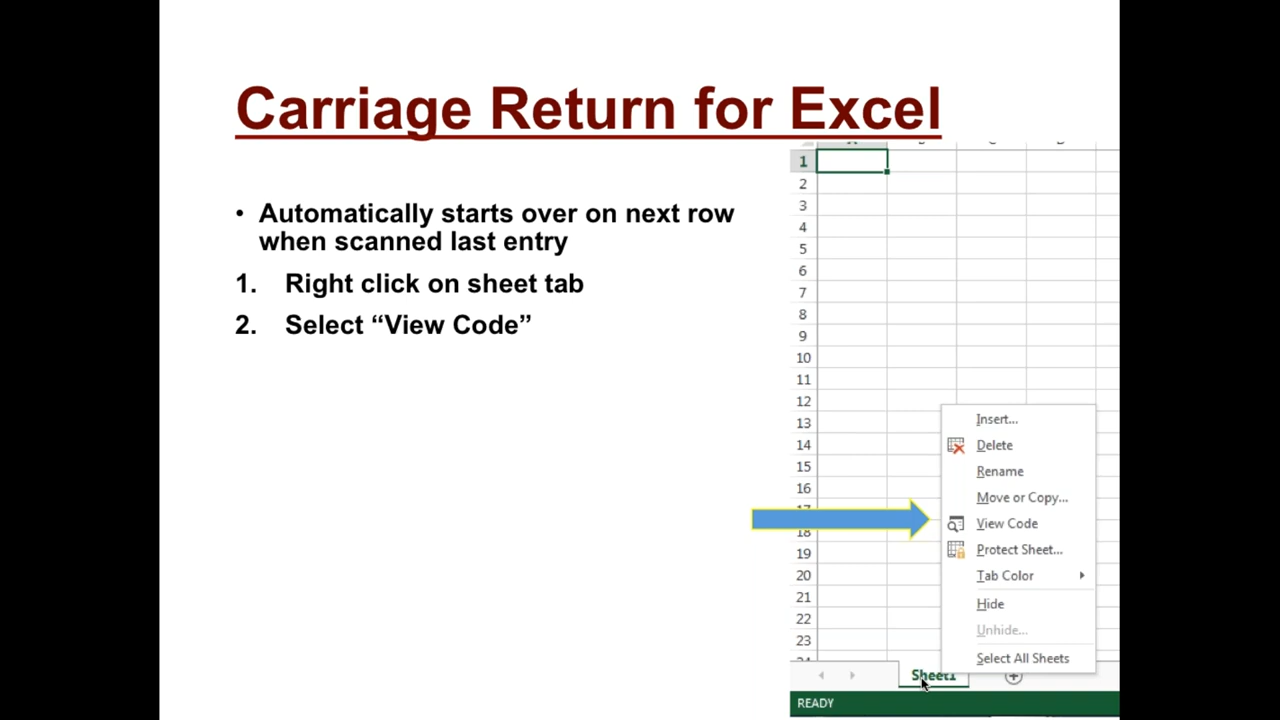 Carriage Return for Excel
• Automatically starts over on next row
when scanned last entry
1. Right click on sheet tab
2. Select “View Code”
1
2
3
4
5
6
7
8
9
10
11
12
13
14
15
16
18
19
20
21
22
23
Insert...
Delete
Rename
Move or Copy...
View Code
Protect Sheet...
Tab Color
Hide
Unhide...
Select All Sheets
Sheet1
READY